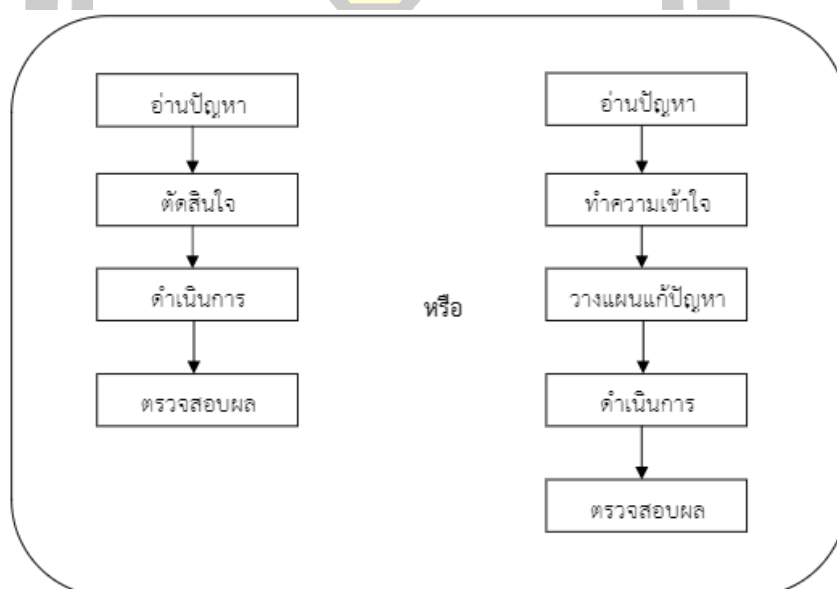 อ่านปัญหา
ตัดสินใจ
ดำเนินการ
ตรวจสอบผล
หรือ
อ่านปัญหา
ทำความเข้าใจ
วางแผนแก้ปัญหา
ดำเนินการ
ตรวจสอบผล